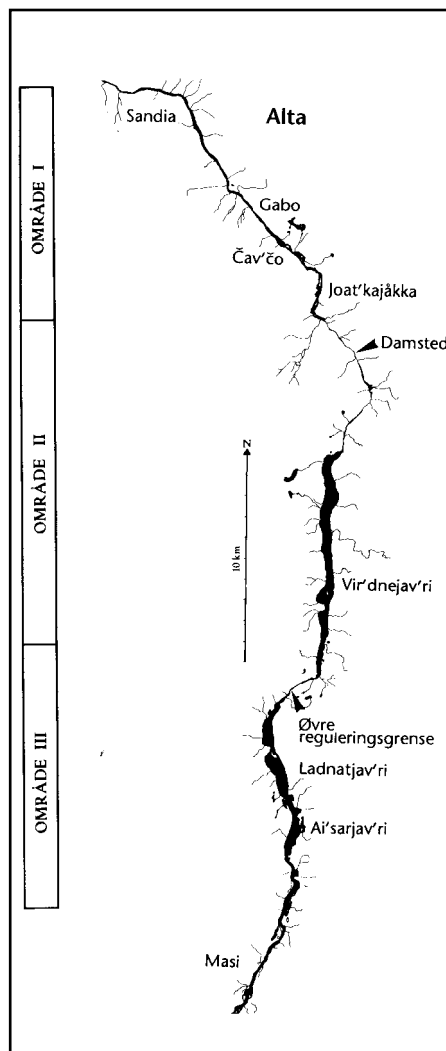 Alta
Sandia
OMRÅDE I
Gabo
Čav'čo
Joat'kajåkka
Damsted
OMRÅDE II
N
10 km
Vir'dnejav'ri
Øvre
reguleringsgrense
OMRÅDE III
Ladnatjav'ri
Ai'sarjav'ri
Masi